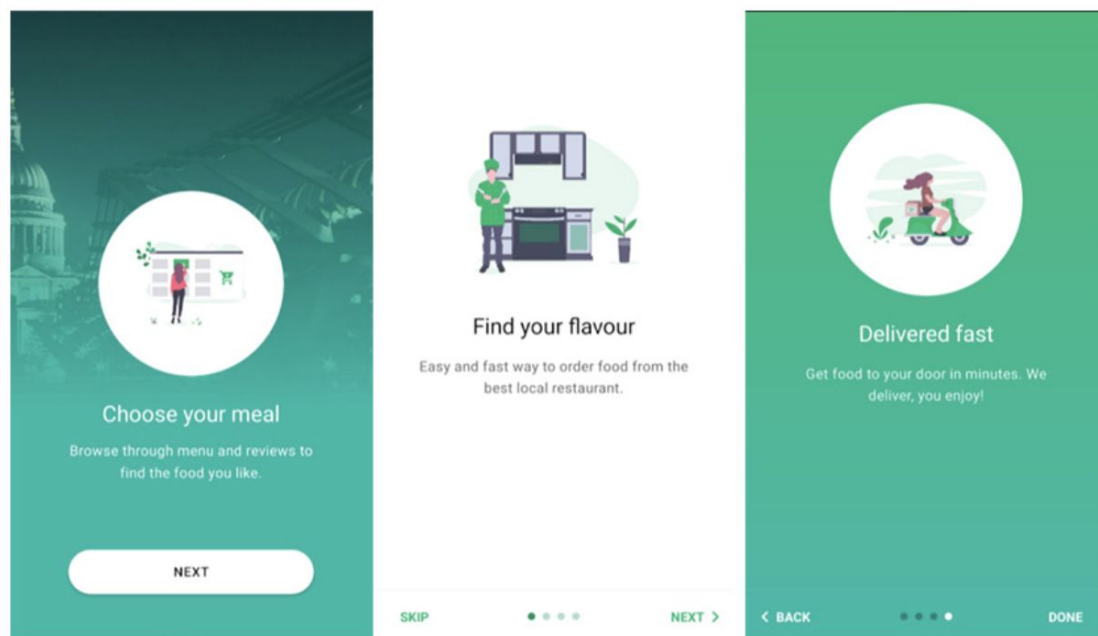 Choose your meal
Browse through menu and reviews to
find the food you like.
NEXT
Find your flavour
Easy and fast way to order food from the
best local restaurant.
SKIP
NEXT
Delivered fast
Get food to your door in minutes. We
deliver, you enjoy!
BACK
DONE